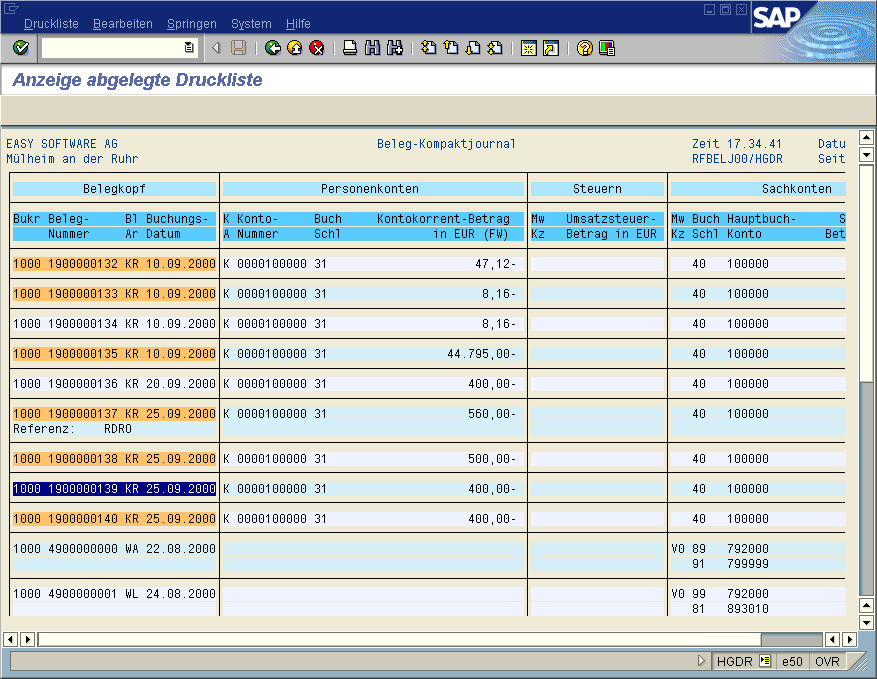 Druckliste Bearbeiten Springen System Hilfe
SAP
Anzeige abgelegte Druckliste
EASY SOFTWARE AG Beleg-Kompaktjournal Zeit 17.34.41 Datu
Mülheim an der Ruhr RFBELJ00/HGDR Seit
Belegkopf Personenkonten Steuern Sachkonten
Bukr Beleg- Bl Buchungs- K Konto- Buch Kontokorrent-Betrag Mw Umsatzsteuer- Mw Buch Hauptbuch- S
Nummer Ar Datum A Nummer Schl in EUR (FW) Kz Betrag in EUR Kz Schl Konto Bet
1000 1900000132 KR 10.09.2000 K 0000100000 31 47,12- 40 100000
1000 1900000133 KR 10.09.2000 K 0000100000 31 8,16- 40 100000
1000 1900000134 KR 10.09.2000 K 0000100000 31 8,16- 40 100000
1000 1900000135 KR 10.09.2000 K 0000100000 31 44.795,00- 40 100000
1000 1900000136 KR 20.09.2000 K 0000100000 31 400,00- 40 100000
1000 1900000137 KR 25.09.2000 K 0000100000 31 560,00- 40 100000
Referenz: RDRO
1000 1900000138 KR 25.09.2000 K 0000100000 31 500,00- 40 100000
1000 1900000139 KR 25.09.2000 K 0000100000 31 400,00- 40 100000
1000 1900000140 KR 25.09.2000 K 0000100000 31 400,00- 40 100000
1000 4900000000 WA 22.08.2000 V0 89 792000
91 799999
1000 4900000001 WL 24.08.2000 V0 99 792000
81 893010
HGDR e50 OVR